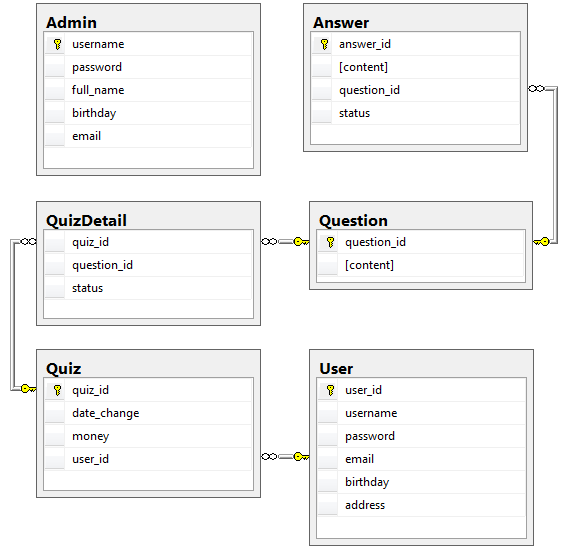 Admin
username
password
full_name
birthday
email
Answer
answer_id
[content]
question_id
status
QuizDetail
quiz_id
question_id
status
Question
question_id
[content]
Quiz
quiz_id
date_change
money
user_id
User
user_id
username
password
email
birthday
address